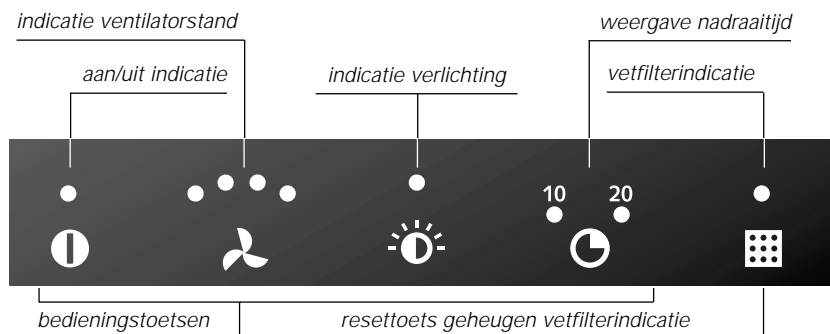 indicatie ventilatorstand
weergave nadraaitijd
aan/uit indicatie
indicatie verlichting
vetfilterindicatie
10 20
bedieningstoetsen
resettoets geheugen vetfilterindicatie